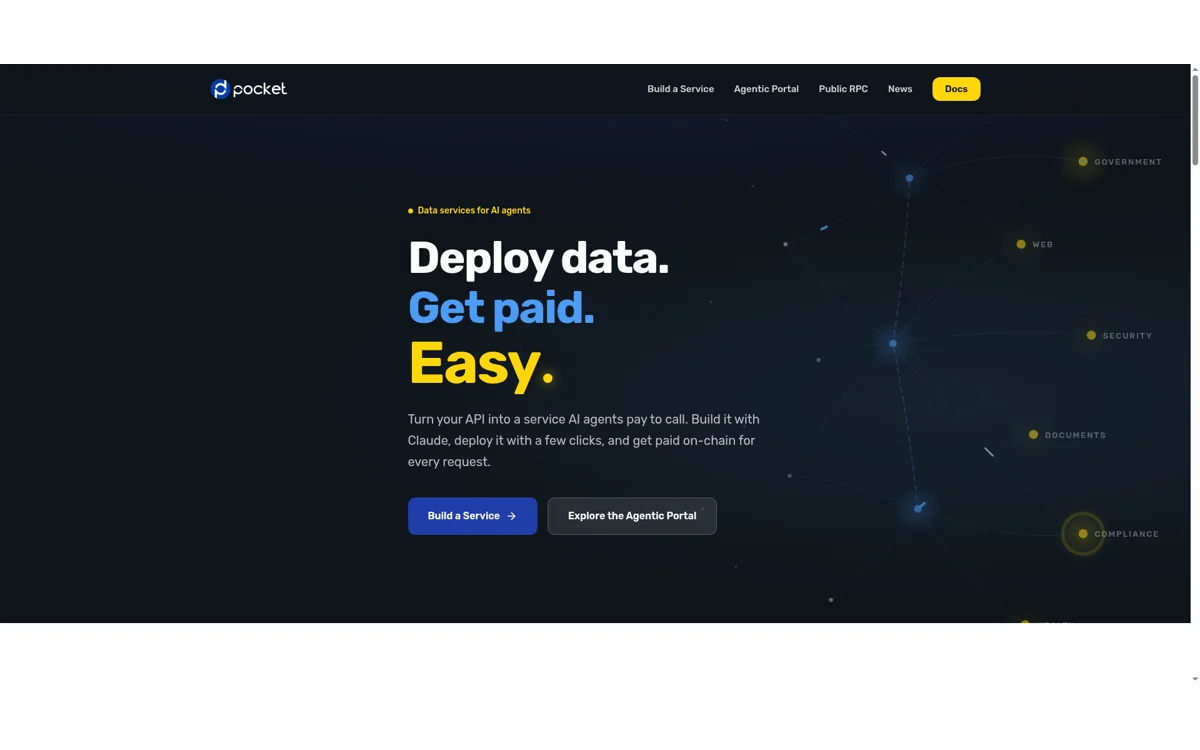 pocket
Build a Service
Agentic Portal
Public RPC
News
Docs
Data services for AI agents
Deploy data.
Get paid.
Easy.
Turn your API into a service AI agents pay to call. Build it with
Claude, deploy it with a few clicks, and get paid on-chain for
every request.
Build a Service →
Explore the Agentic Portal
GOVERNMENT
WEB
SECURITY
DOCUMENTS
COMPLIANCE